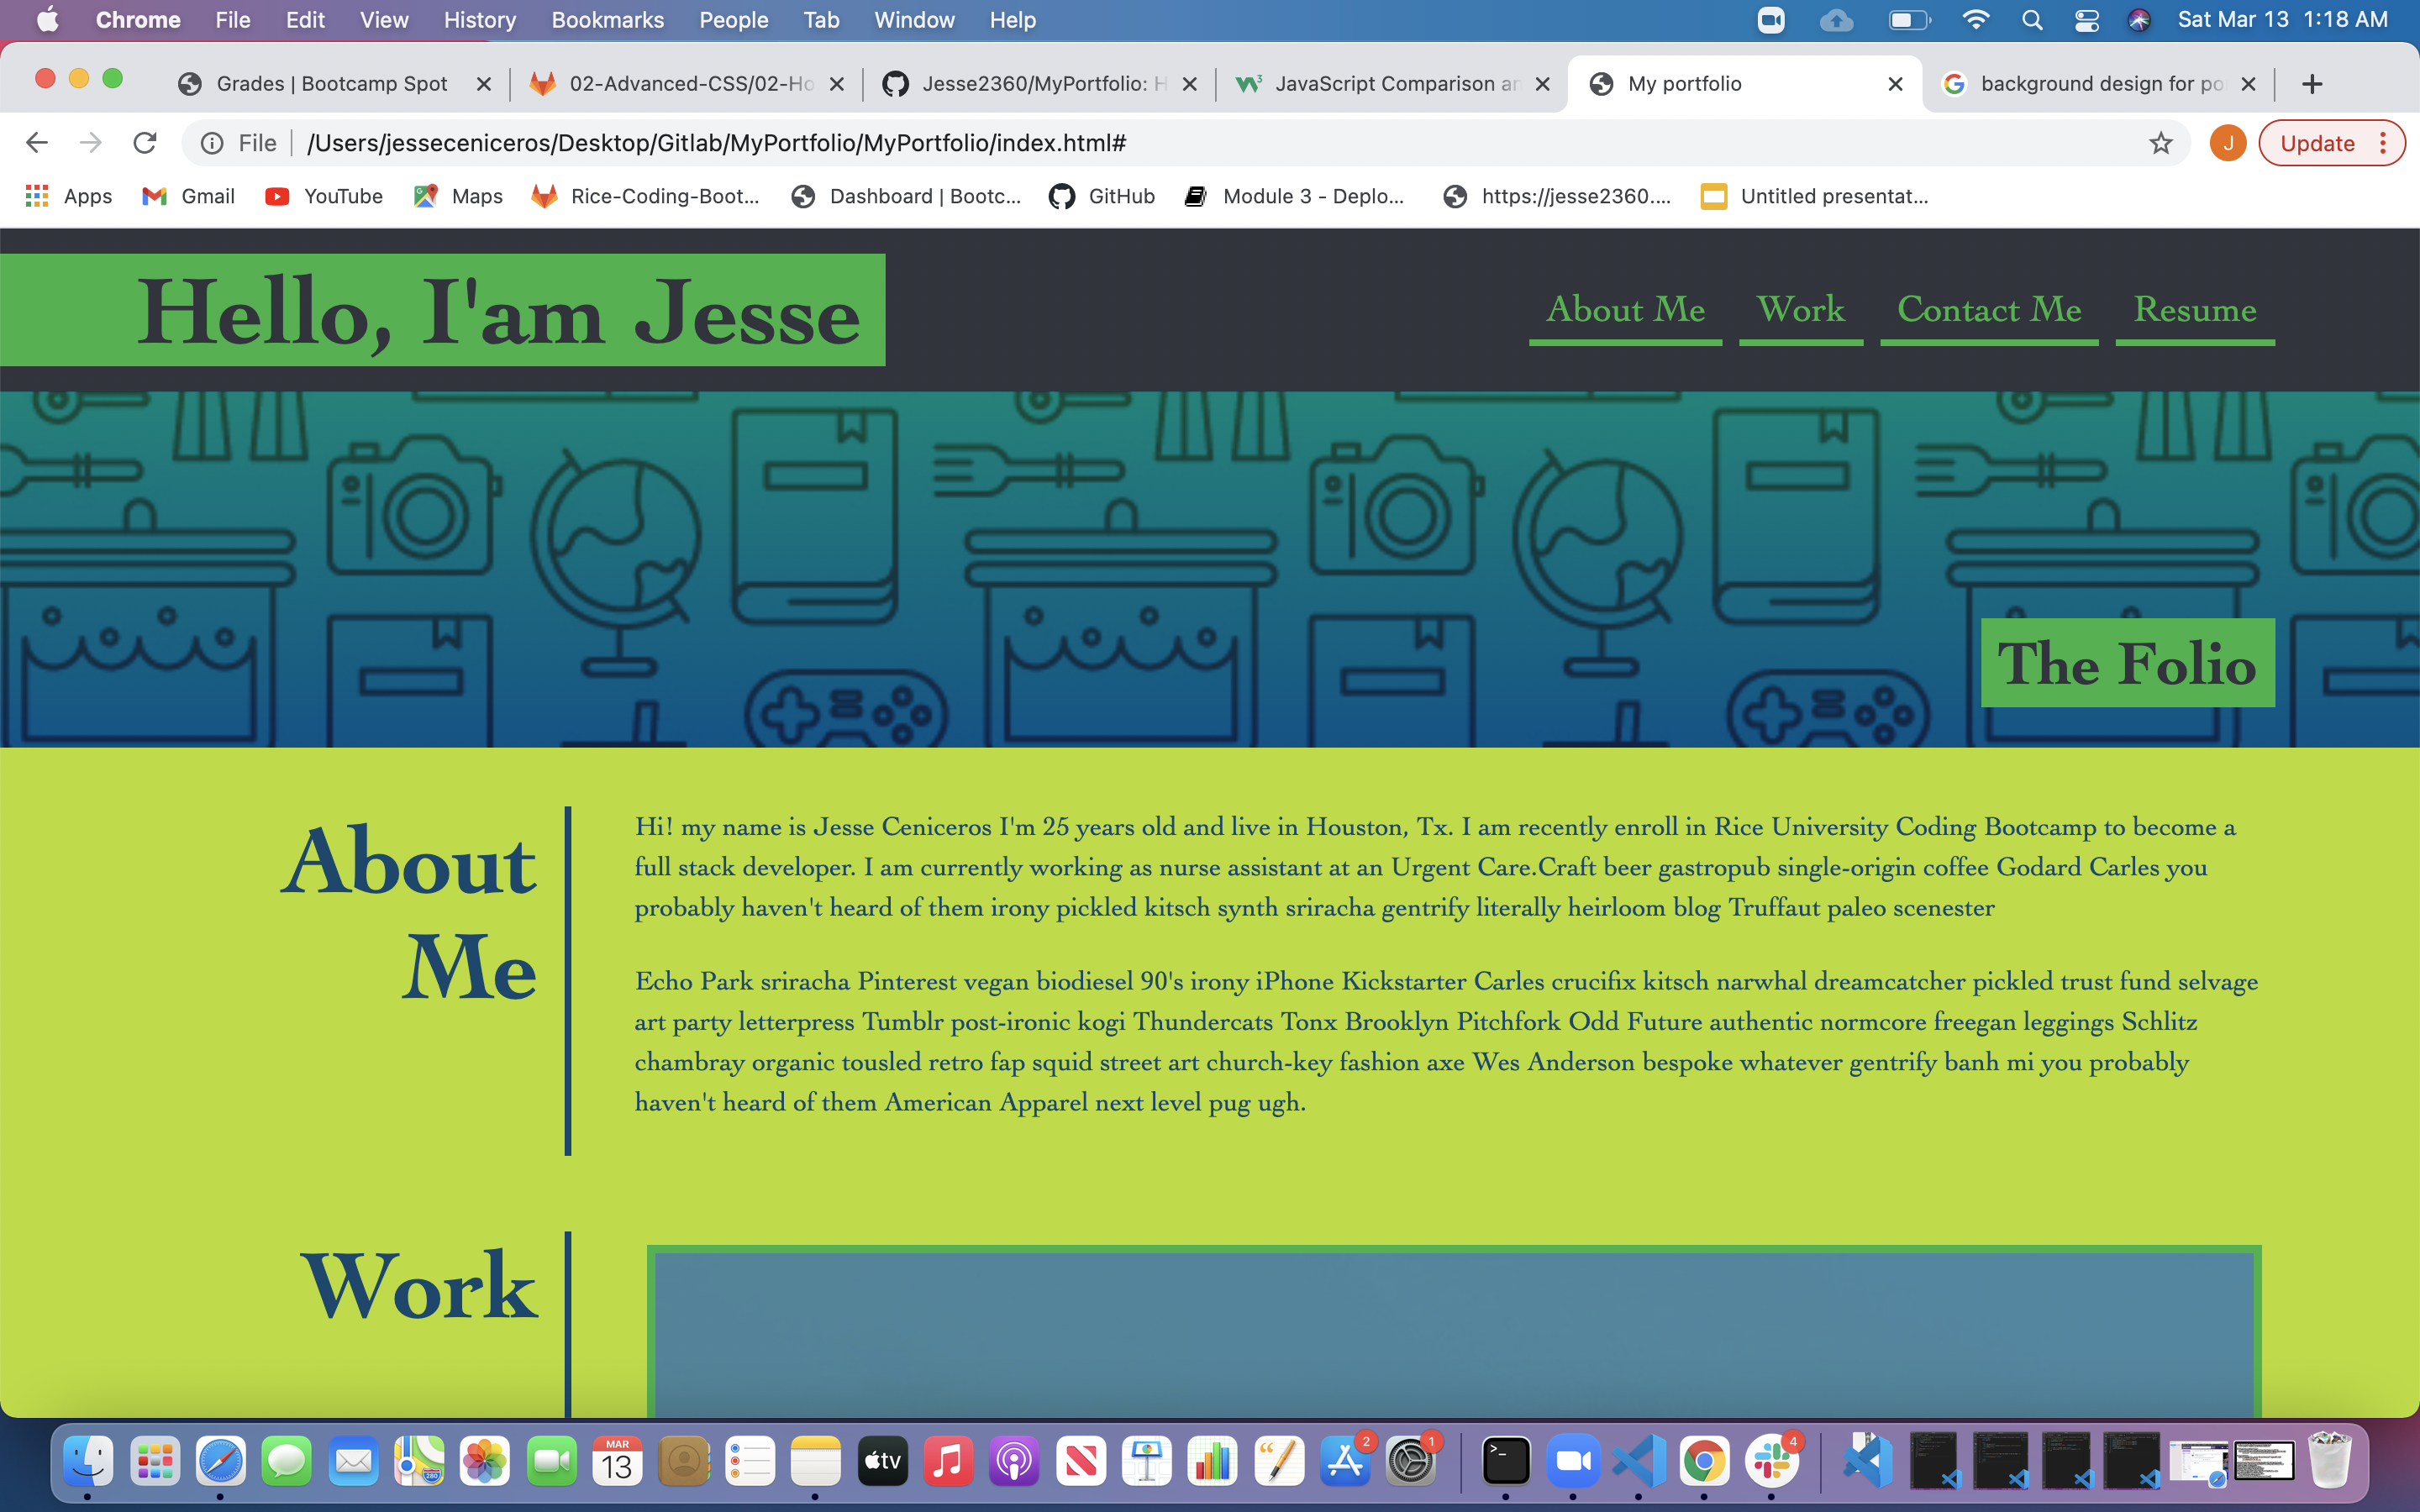 Chrome File Edit View History Bookmarks People Tab Window Help Sat Mar 13 1:18 AM
Grades | Bootcamp Spot 02-Advanced-CSS/02-Ho Jesse2360/MyPortfolio: H JavaScript Comparison an My portfolio background design for po
File /Users/jesseceniceros/Desktop/Gitlab/MyPortfolio/MyPortfolio/index.html# J Update
Apps Gmail YouTube Maps Rice-Coding-Boot... Dashboard | Bootc... GitHub Module 3 - Deplo... https://jesse2360.... Untitled presentat...
Hello, I'am Jesse
About Me Work Contact Me Resume
The Folio
About
Me
Hi! my name is Jesse Ceniceros I'm 25 years old and live in Houston, Tx. I am recently enroll in Rice University Coding Bootcamp to become a
full stack developer. I am currently working as nurse assistant at an Urgent Care.Craft beer gastropub single-origin coffee Godard Carles you
probably haven't heard of them irony pickled kitsch synth sriracha gentrify literally heirloom blog Truffaut paleo scenester
Echo Park sriracha Pinterest vegan biodiesel 90's irony iPhone Kickstarter Carles crucifix kitsch narwhal dreamcatcher pickled trust fund selvage
art party letterpress Tumblr post-ironic kogi Thundercats Tonx Brooklyn Pitchfork Odd Future authentic normcore freegan leggings Schlitz
chambray organic tousled retro fap squid street art church-key fashion axe Wes Anderson bespoke whatever gentrify banh mi you probably
haven't heard of them American Apparel next level pug ugh.
Work
MAR
13
tv
2
1
4
280